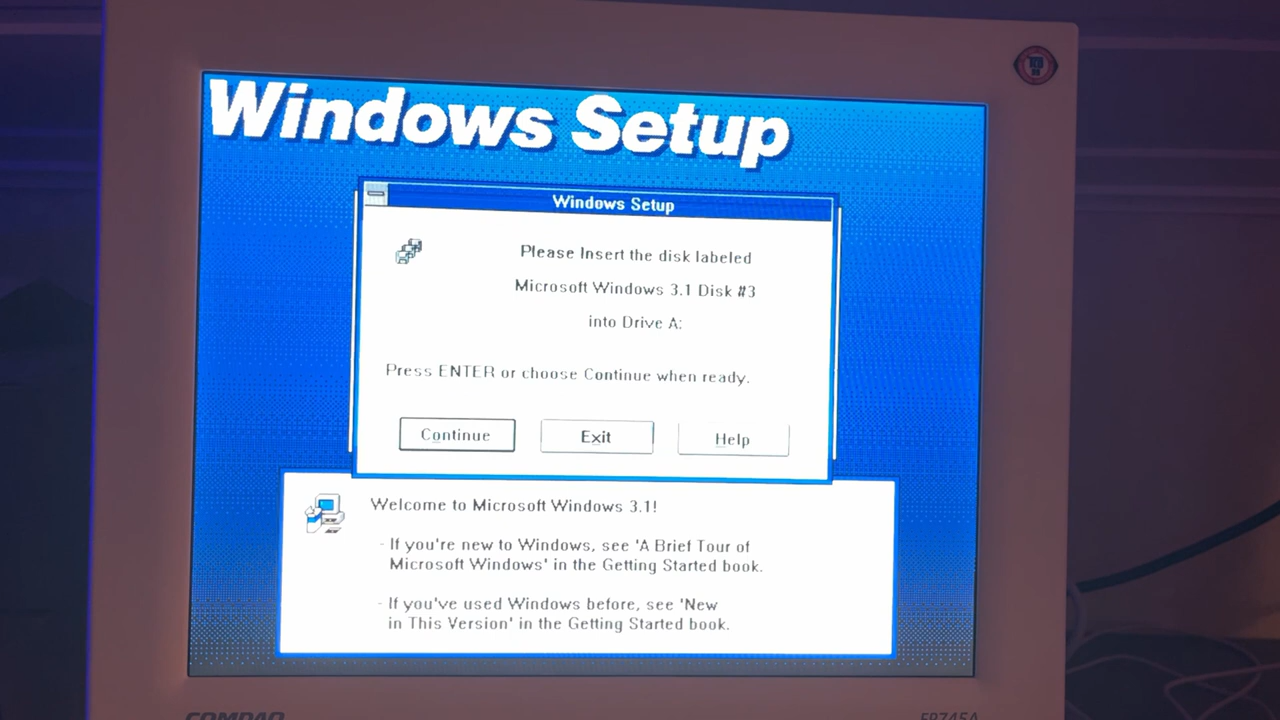 Windows Setup
Windows Setup
Please Insert the disk labeled
Microsoft Windows 3.1 Disk #3
into Drive A:
Press ENTER or choose Continue when ready.
Continue
Exit
Help
Welcome to Microsoft Windows 3.1!
- If you're new to Windows, see 'A Brief Tour of
Microsoft Windows' in the Getting Started book.
- If you've used Windows before, see 'New
in This Version' in the Getting Started book.
COMPAQ